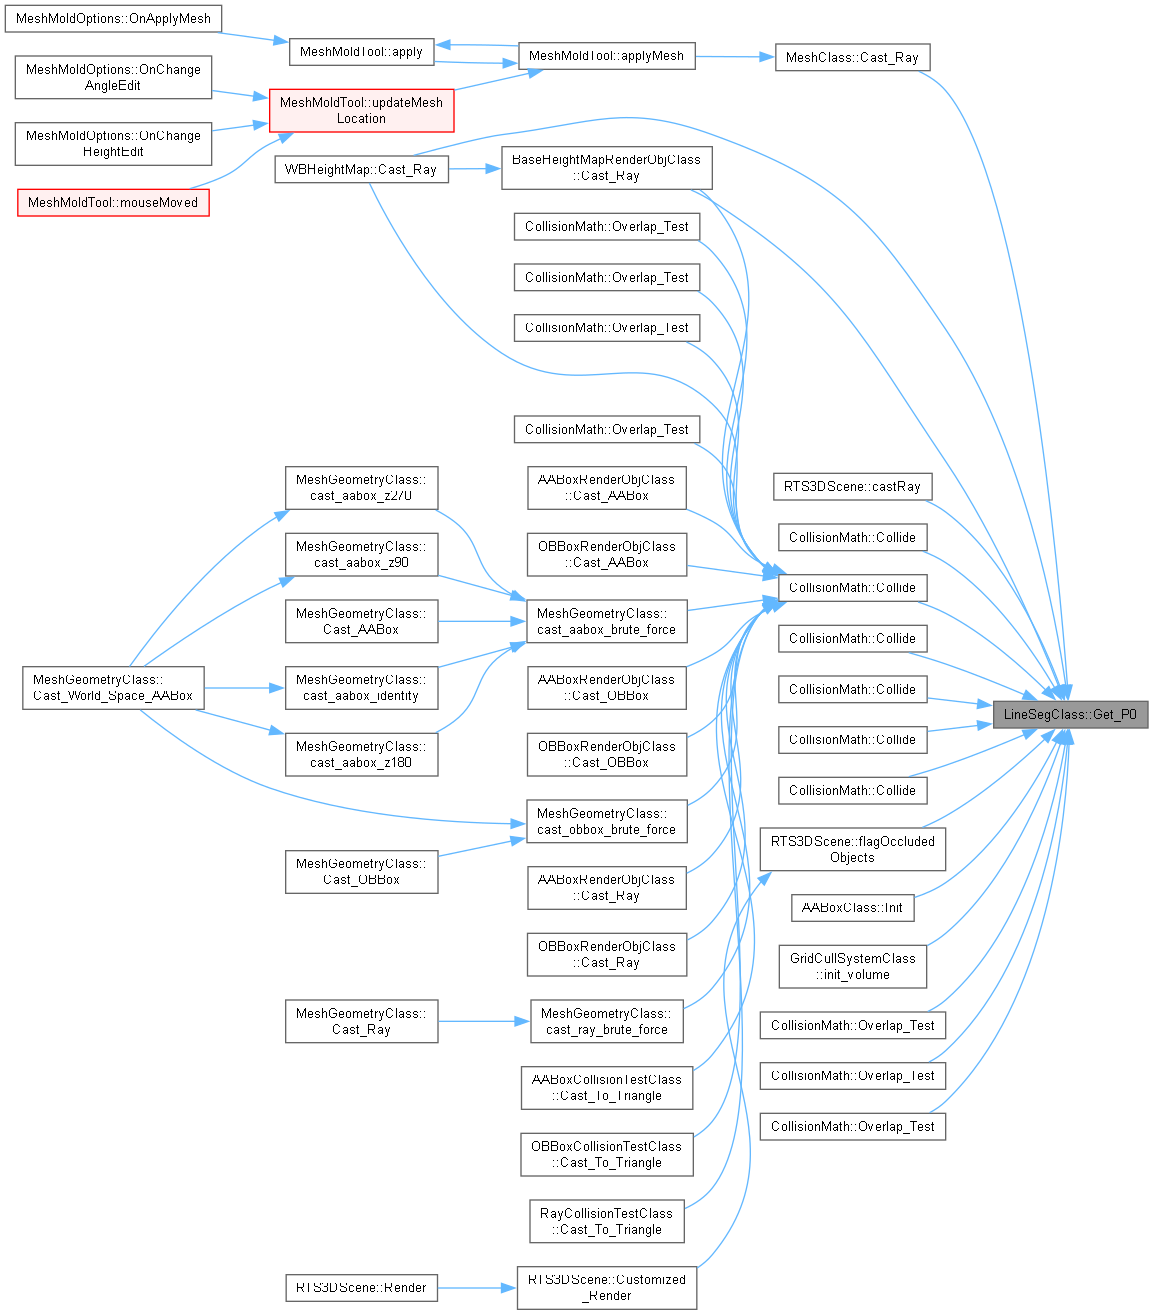 MeshMoldOptions::OnApplyMesh
MeshMoldOptions::OnChange
AngleEdit
MeshMoldOptions::OnChange
HeightEdit
MeshMoldTool::mouseMoved
MeshMoldTool::apply
MeshMoldTool::updateMesh
Location
WBHeightMap::Cast_Ray
MeshMoldTool::applyMesh
MeshClass::Cast_Ray
BaseHeightMapRenderObjClass
::Cast_Ray
CollisionMath::Overlap_Test
CollisionMath::Overlap_Test
CollisionMath::Overlap_Test
CollisionMath::Overlap_Test
AABoxRenderObjClass
::Cast_AABox
OBBoxRenderObjClass
::Cast_AABox
MeshGeometryClass::
cast_aabox_brute_force
AABoxRenderObjClass
::Cast_OBBox
OBBoxRenderObjClass
::Cast_OBBox
MeshGeometryClass::
cast_obbox_brute_force
AABoxRenderObjClass
::Cast_Ray
OBBoxRenderObjClass
::Cast_Ray
MeshGeometryClass::
cast_ray_brute_force
AABoxCollisionTestClass
::Cast_To_Triangle
OBBoxCollisionTestClass
::Cast_To_Triangle
RayCollisionTestClass
::Cast_To_Triangle
RTS3DScene::Customized
_Render
MeshGeometryClass::
cast_aabox_z270
MeshGeometryClass::
cast_aabox_z90
MeshGeometryClass::
Cast_AABox
MeshGeometryClass::
cast_aabox_identity
MeshGeometryClass::
cast_aabox_z180
MeshGeometryClass::
Cast_World_Space_AABox
MeshGeometryClass::
Cast_OBBox
MeshGeometryClass::
Cast_Ray
RTS3DScene::Render
RTS3DScene::castRay
CollisionMath::Collide
CollisionMath::Collide
CollisionMath::Collide
CollisionMath::Collide
CollisionMath::Collide
CollisionMath::Collide
RTS3DScene::flagOccluded
Objects
AABoxClass::Init
GridCullSystemClass
::init_volume
CollisionMath::Overlap_Test
CollisionMath::Overlap_Test
CollisionMath::Overlap_Test
LineSegClass::Get_P0